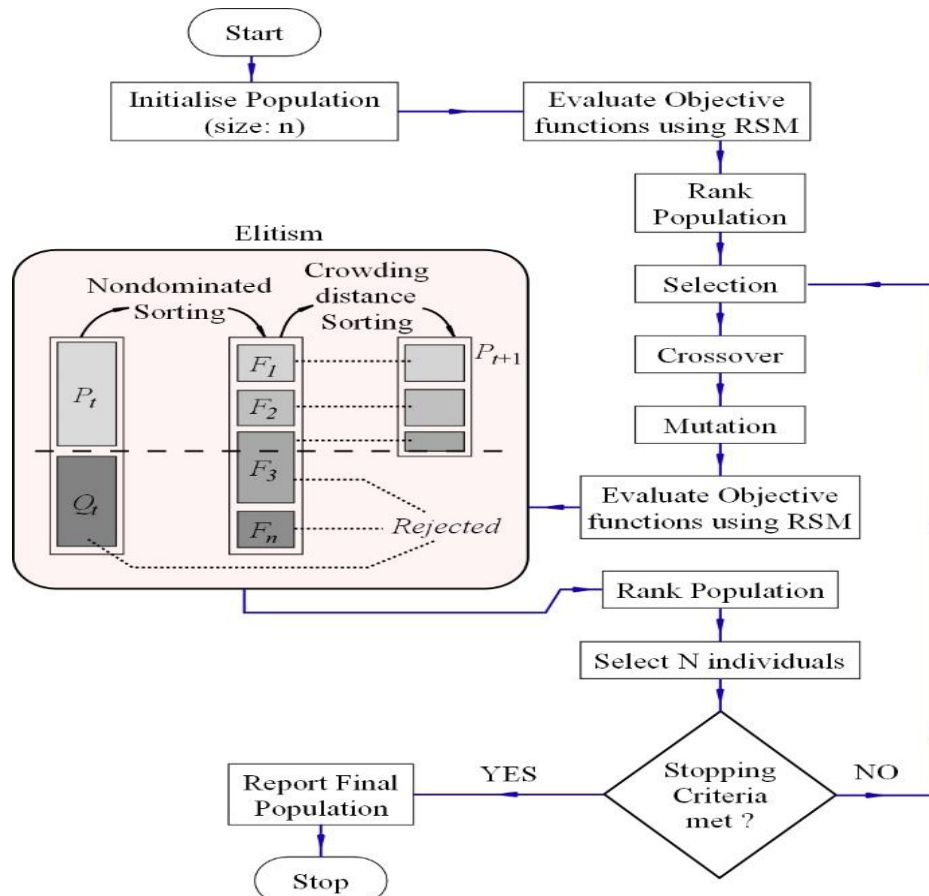 Start
Initialise Population
(size: n)
Evaluate Objective
functions using RSM
Rank
Population
Selection
Crossover
Mutation
Evaluate Objective
functions using RSM
Elitism
Nondominated
Sorting
Crowding
distance
Sorting
P_t
Q_t
F_1
F_2
F_3
F_n
P_{t+1}
Rejected
Rank Population
Select N individuals
Stopping
Criteria
met ?
YES
NO
Report Final
Population
Stop